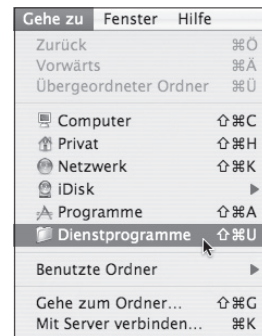 Gehe zu Fenster Hilfe
Zurück ⌘Ö
Vorwärts ⌘Ä
Übergeordneter Ordner ⌘Ü
Computer ⇧⌘C
Privat ⇧⌘H
Netzwerk ⇧⌘K
iDisk
Programme ⇧⌘A
Dienstprogramme ⇧⌘U
Benutzte Ordner
Gehe zum Ordner... ⇧⌘G
Mit Server verbinden... ⌘K